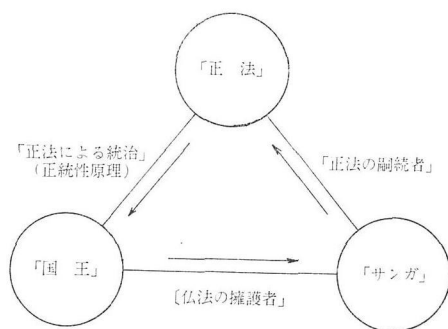 「正　法」
「正法による統治」
(正統性原理)
「正法の嗣続者」
「国　王」
「サンガ」
〔仏法の擁護者」